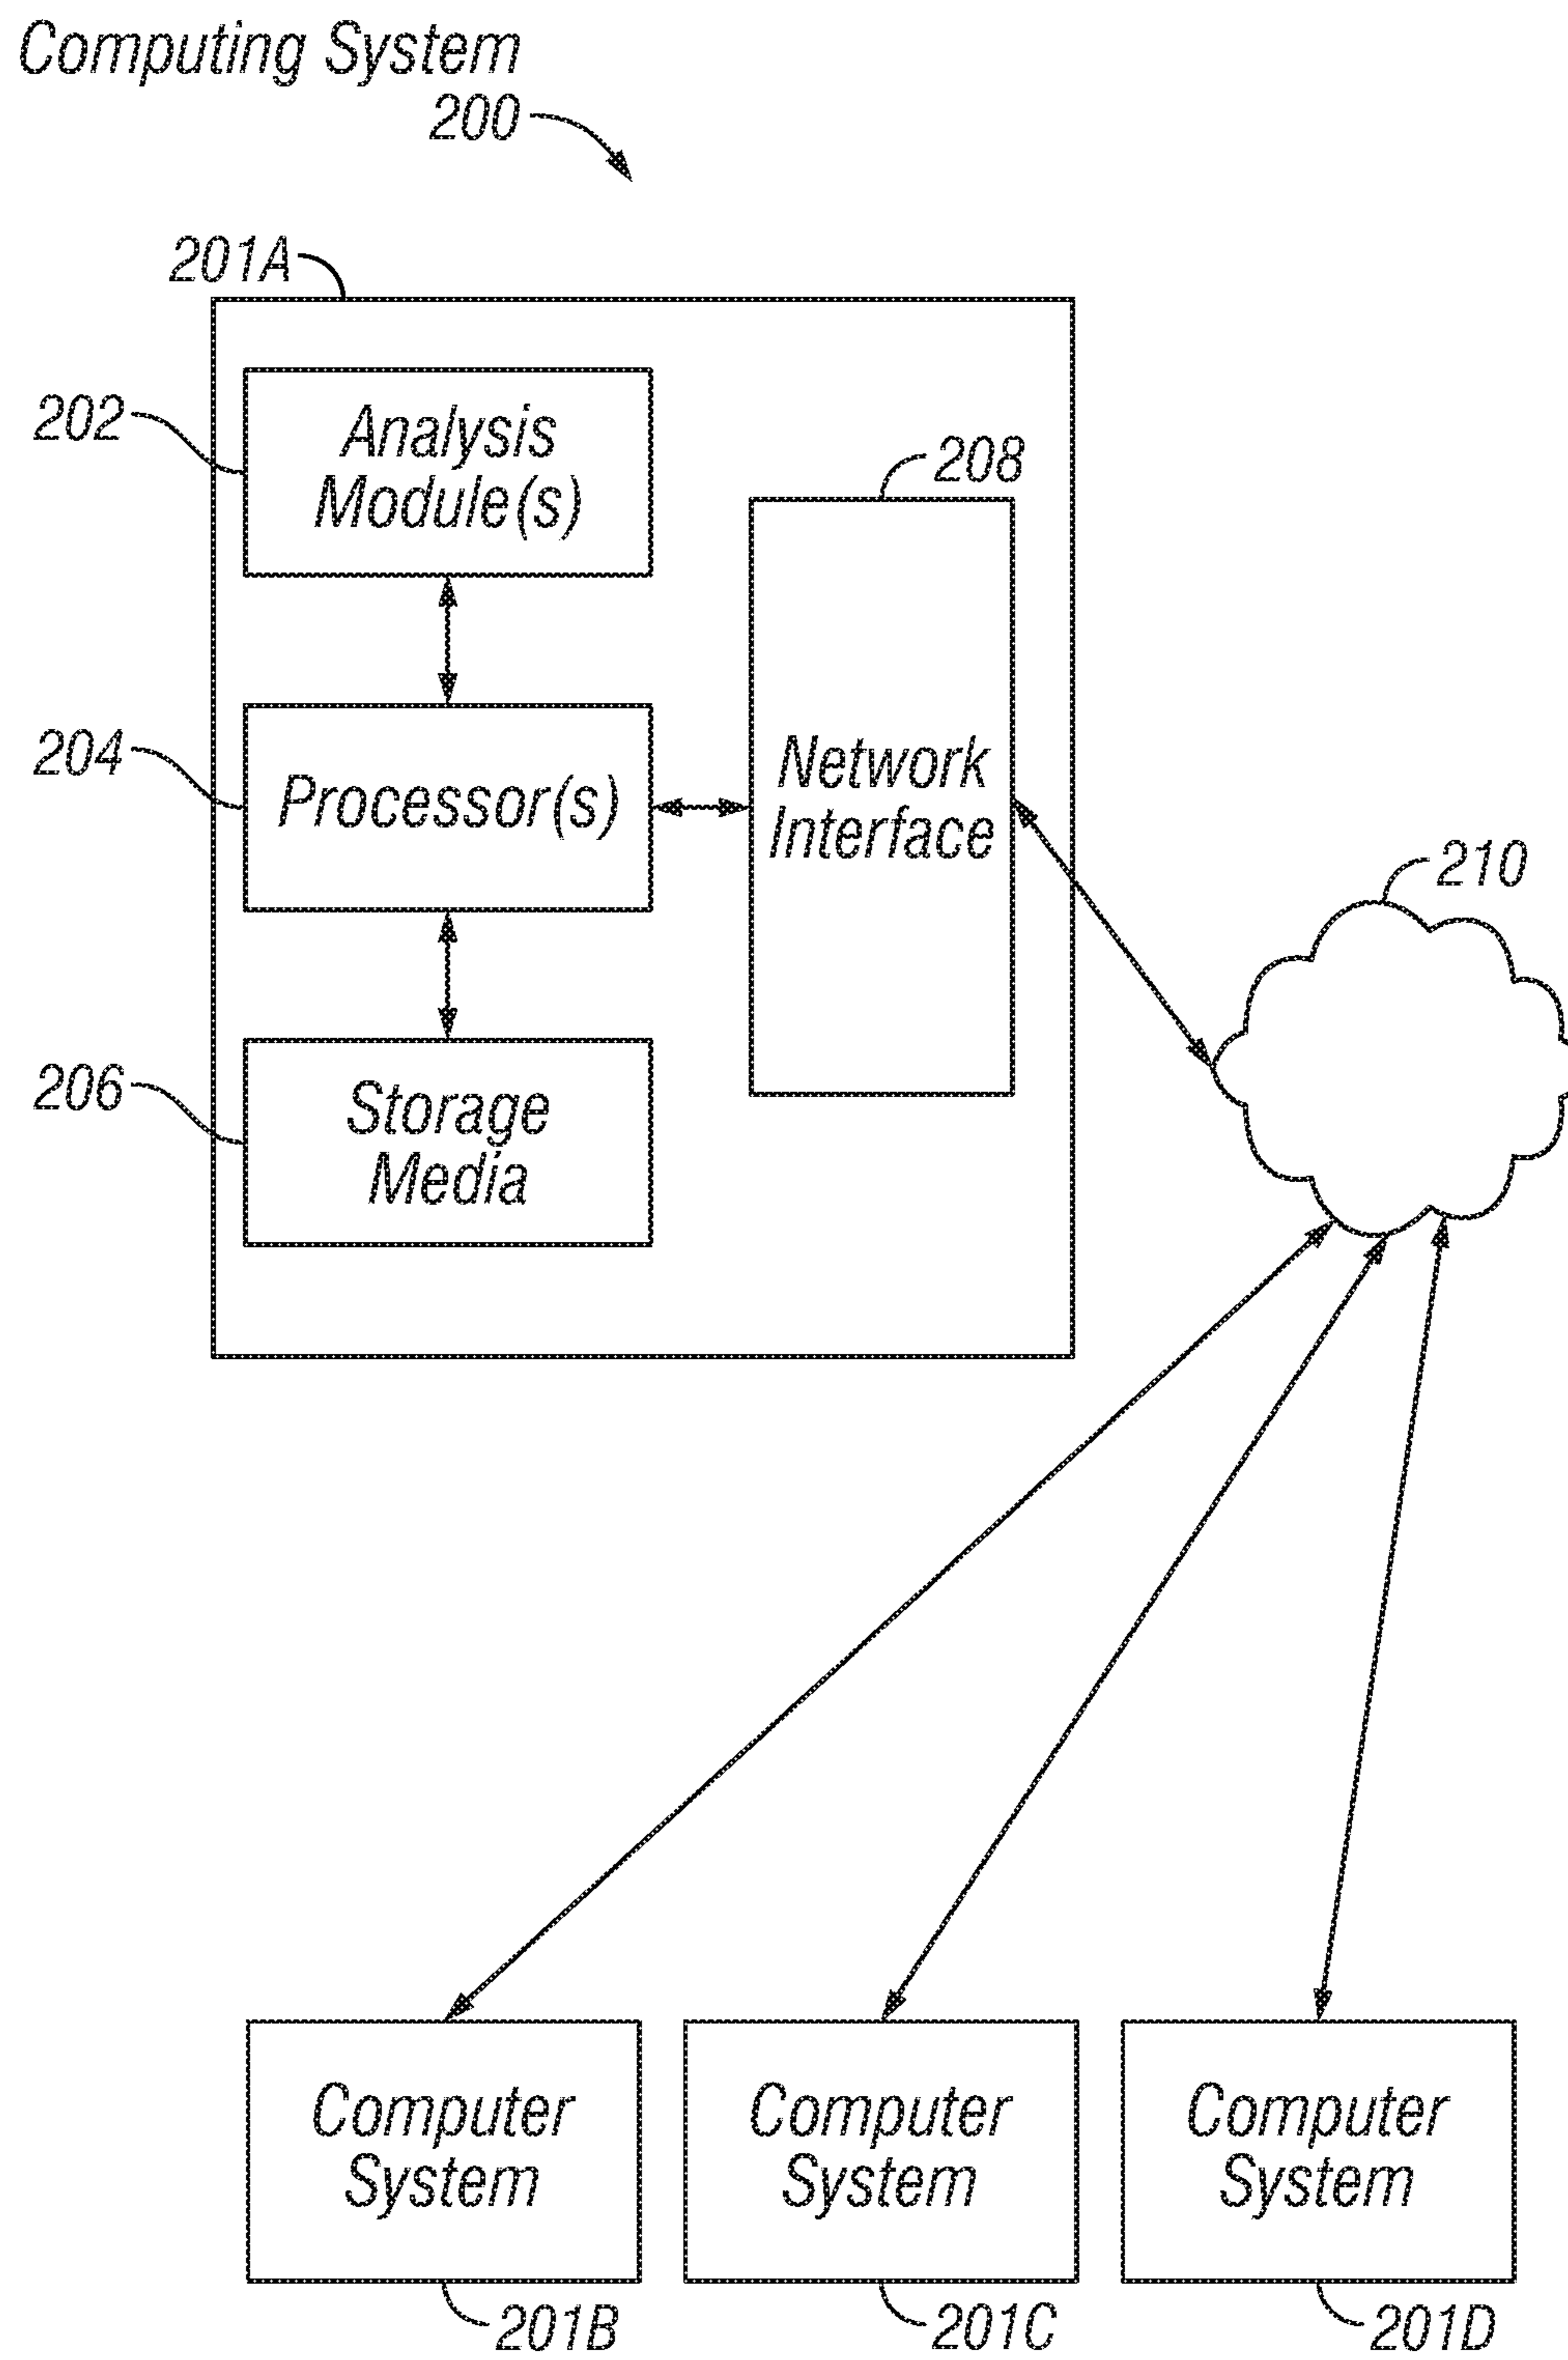 Computing System
200
201A
202
Analysis
Module(s)
208
204
Processor(s)
Network
Interface
210
206
Storage
Media
Computer
System
Computer
System
Computer
System
201B
201C
201D